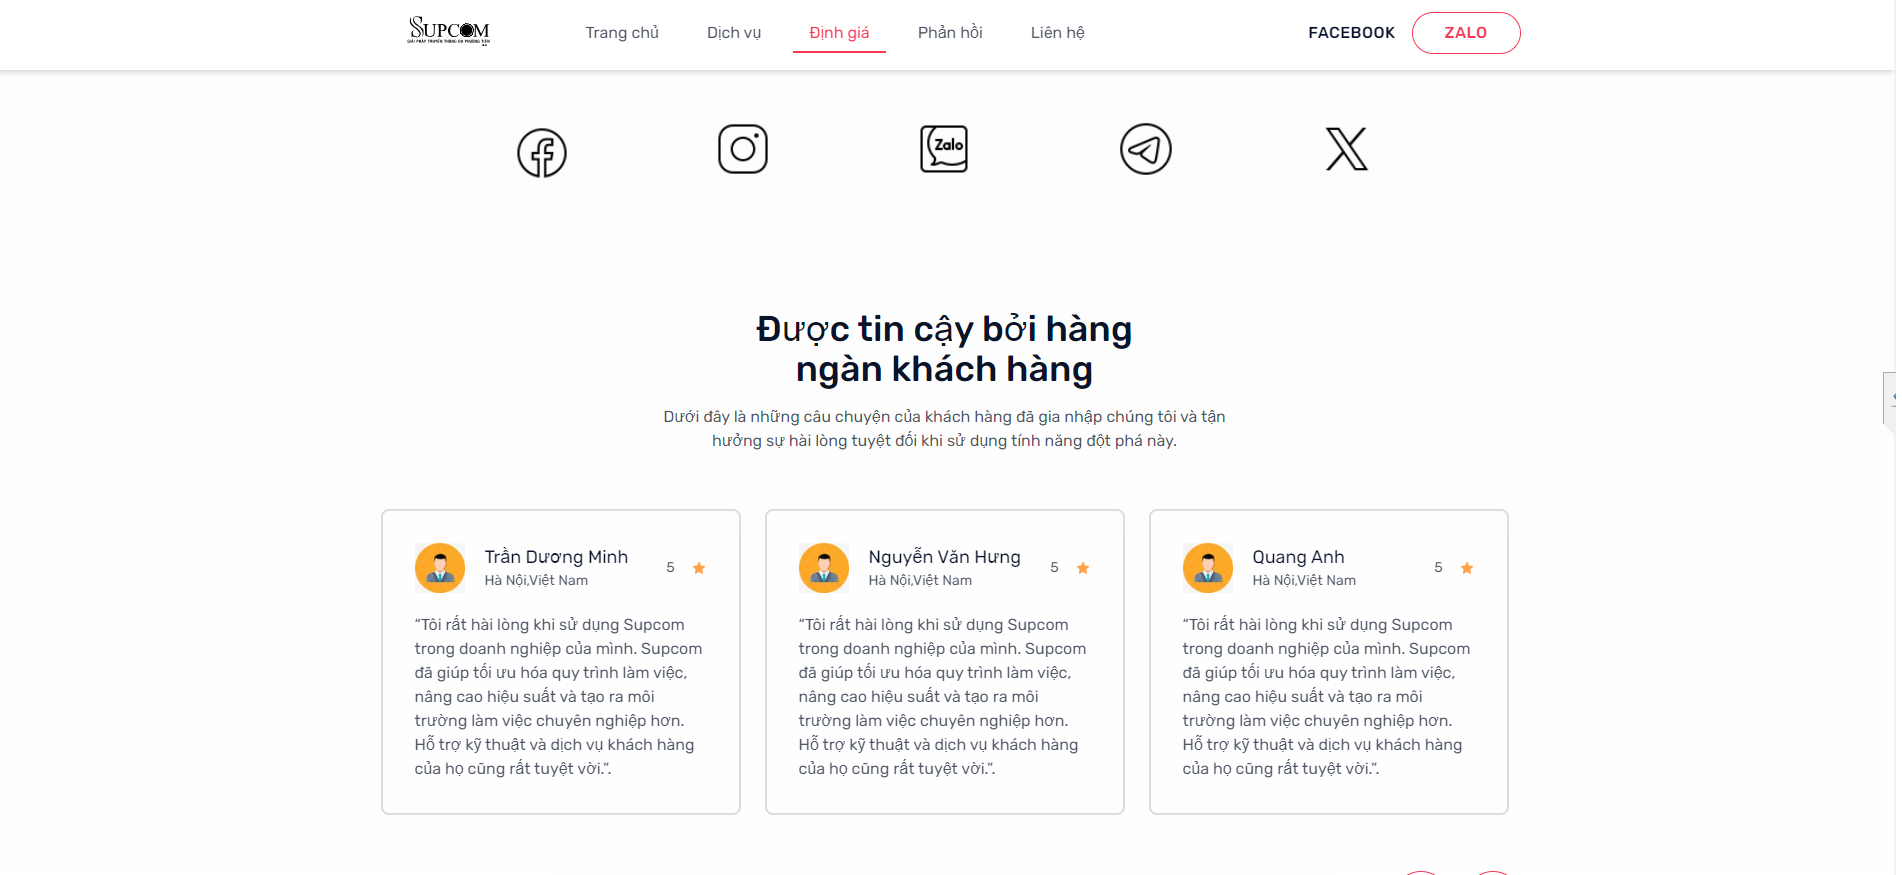 SUPCOM
GIẢI PHÁP TRUYỀN THÔNG ĐA PHƯƠNG TIỆN
Trang chủ
Dịch vụ
Định giá
Phản hồi
Liên hệ
FACEBOOK
ZALO
Zalo
Được tin cậy bởi hàng
ngàn khách hàng
Dưới đây là những câu chuyện của khách hàng đã gia nhập chúng tôi và tận
hưởng sự hài lòng tuyệt đối khi sử dụng tính năng đột phá này.
Trần Dương Minh
Hà Nội,Việt Nam
5
“Tôi rất hài lòng khi sử dụng Supcom
trong doanh nghiệp của mình. Supcom
đã giúp tối ưu hóa quy trình làm việc,
nâng cao hiệu suất và tạo ra môi
trường làm việc chuyên nghiệp hơn.
Hỗ trợ kỹ thuật và dịch vụ khách hàng
của họ cũng rất tuyệt vời.”.
Nguyễn Văn Hưng
Hà Nội,Việt Nam
5
“Tôi rất hài lòng khi sử dụng Supcom
trong doanh nghiệp của mình. Supcom
đã giúp tối ưu hóa quy trình làm việc,
nâng cao hiệu suất và tạo ra môi
trường làm việc chuyên nghiệp hơn.
Hỗ trợ kỹ thuật và dịch vụ khách hàng
của họ cũng rất tuyệt vời.”.
Quang Anh
Hà Nội,Việt Nam
5
“Tôi rất hài lòng khi sử dụng Supcom
trong doanh nghiệp của mình. Supcom
đã giúp tối ưu hóa quy trình làm việc,
nâng cao hiệu suất và tạo ra môi
trường làm việc chuyên nghiệp hơn.
Hỗ trợ kỹ thuật và dịch vụ khách hàng
của họ cũng rất tuyệt vời.”.